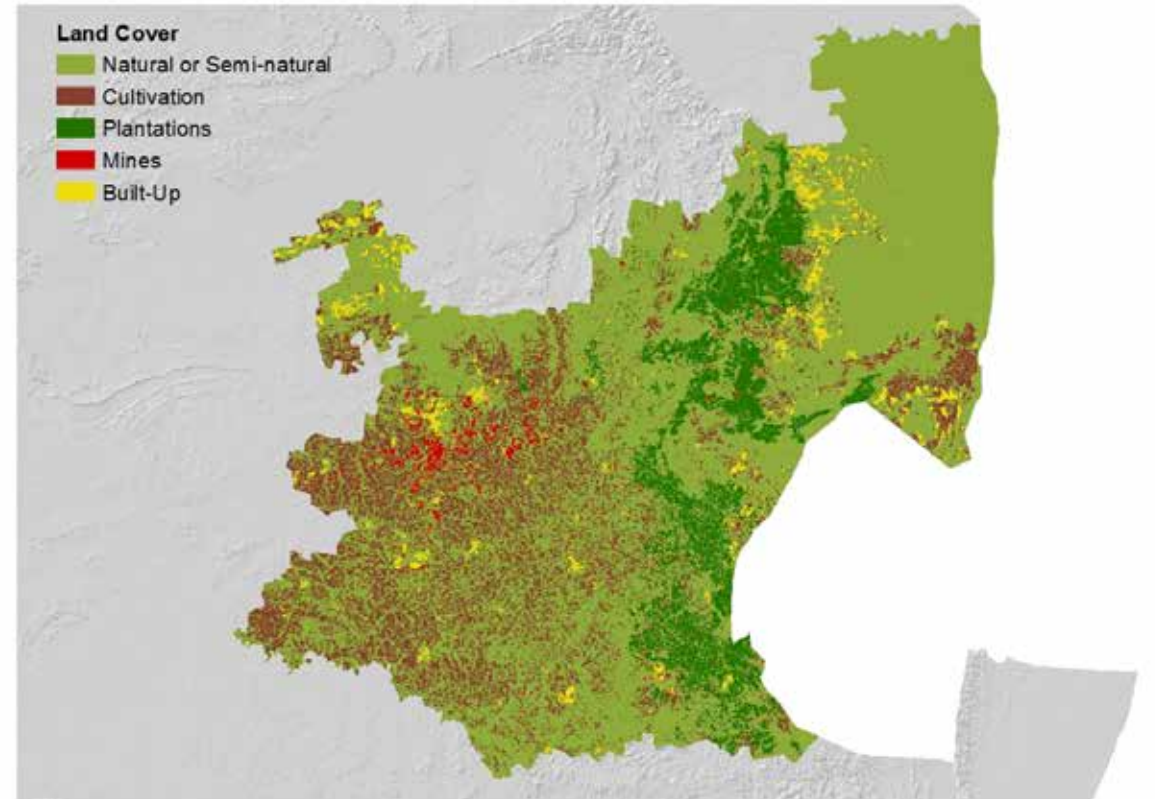 Land Cover
Natural or Semi-natural
Cultivation
Plantations
Mines
Built-Up